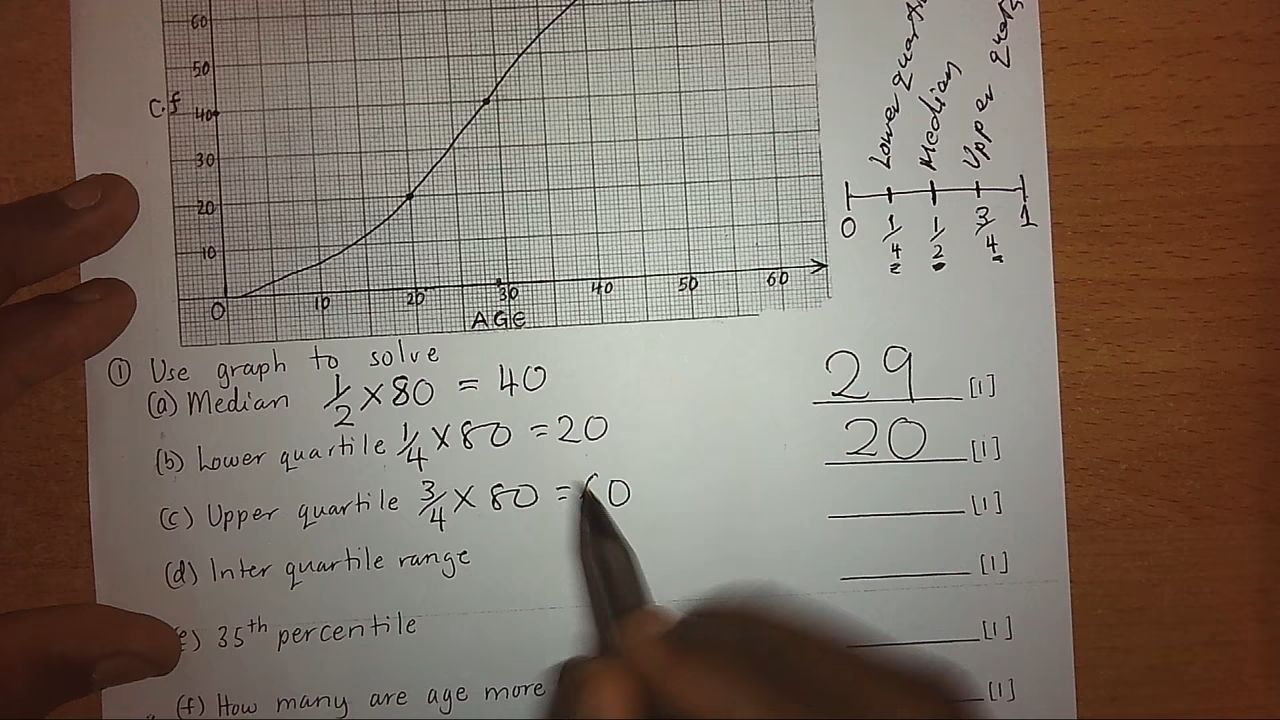 60
50
C.f
40
30
20
10
0 10 20 30 40 50 60
AGE
Lower
Median
Upper
0 1/4 1/2 3/4 1
① Use graph to solve
(a) Median 1/2 × 80 = 40 29 [1]
(b) Lower quartile 1/4 × 80 = 20 20 [1]
(c) Upper quartile 3/4 × 80 = 60 [1]
(d) Inter quartile range [1]
e) 35th percentile [1]
(f) How many are age more [1]